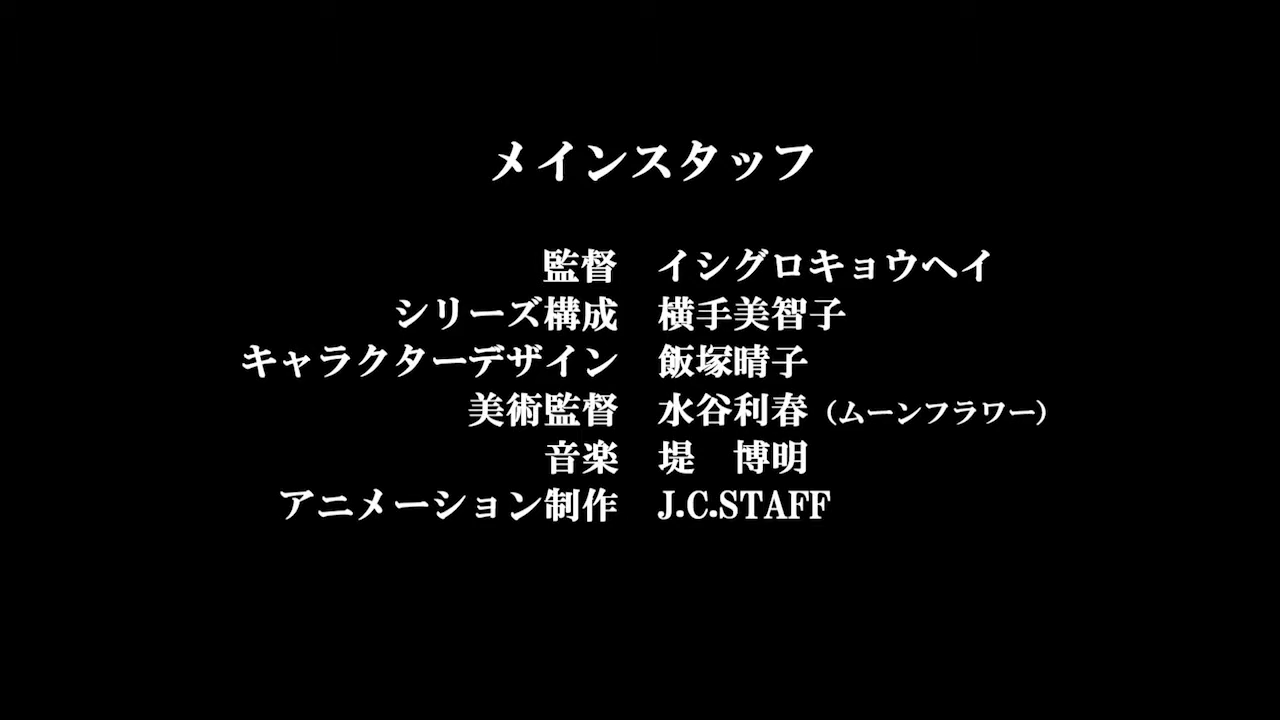 メインスタッフ
監督　イシグロキョウヘイ
シリーズ構成　横手美智子
キャラクターデザイン　飯塚晴子
美術監督　水谷利春（ムーンフラワー）
音楽　堤　博明
アニメーション制作　J.C.STAFF